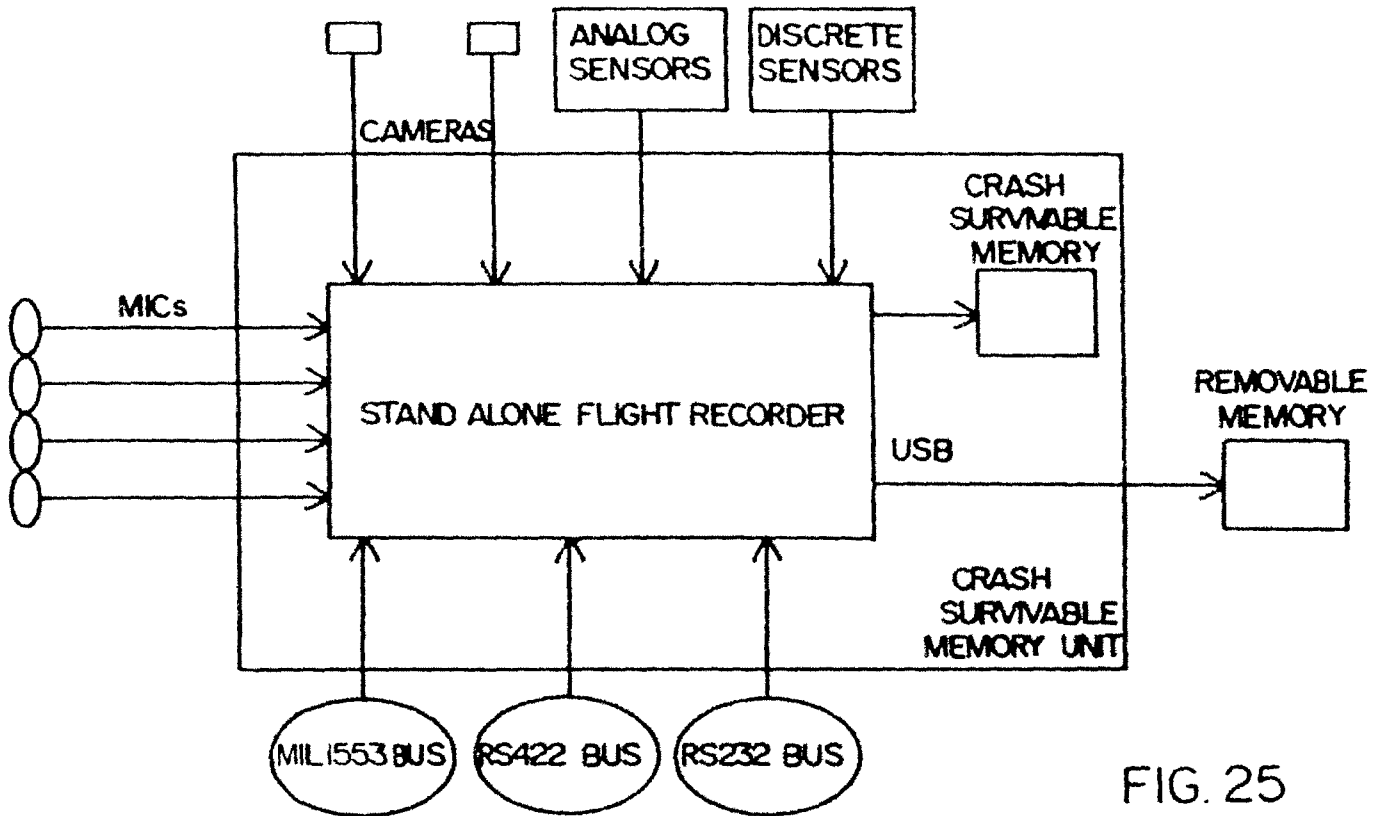 ANALOG
SENSORS
DISCRETE
SENSORS
CAMERAS
CRASH
SURVIVABLE
MEMORY
MICs
REMOVABLE
MEMORY
STAND ALONE FLIGHT RECORDER
USB
CRASH
SURVIVABLE
MEMORY UNIT
MIL1553 BUS
RS422 BUS
RS232 BUS
FIG. 25